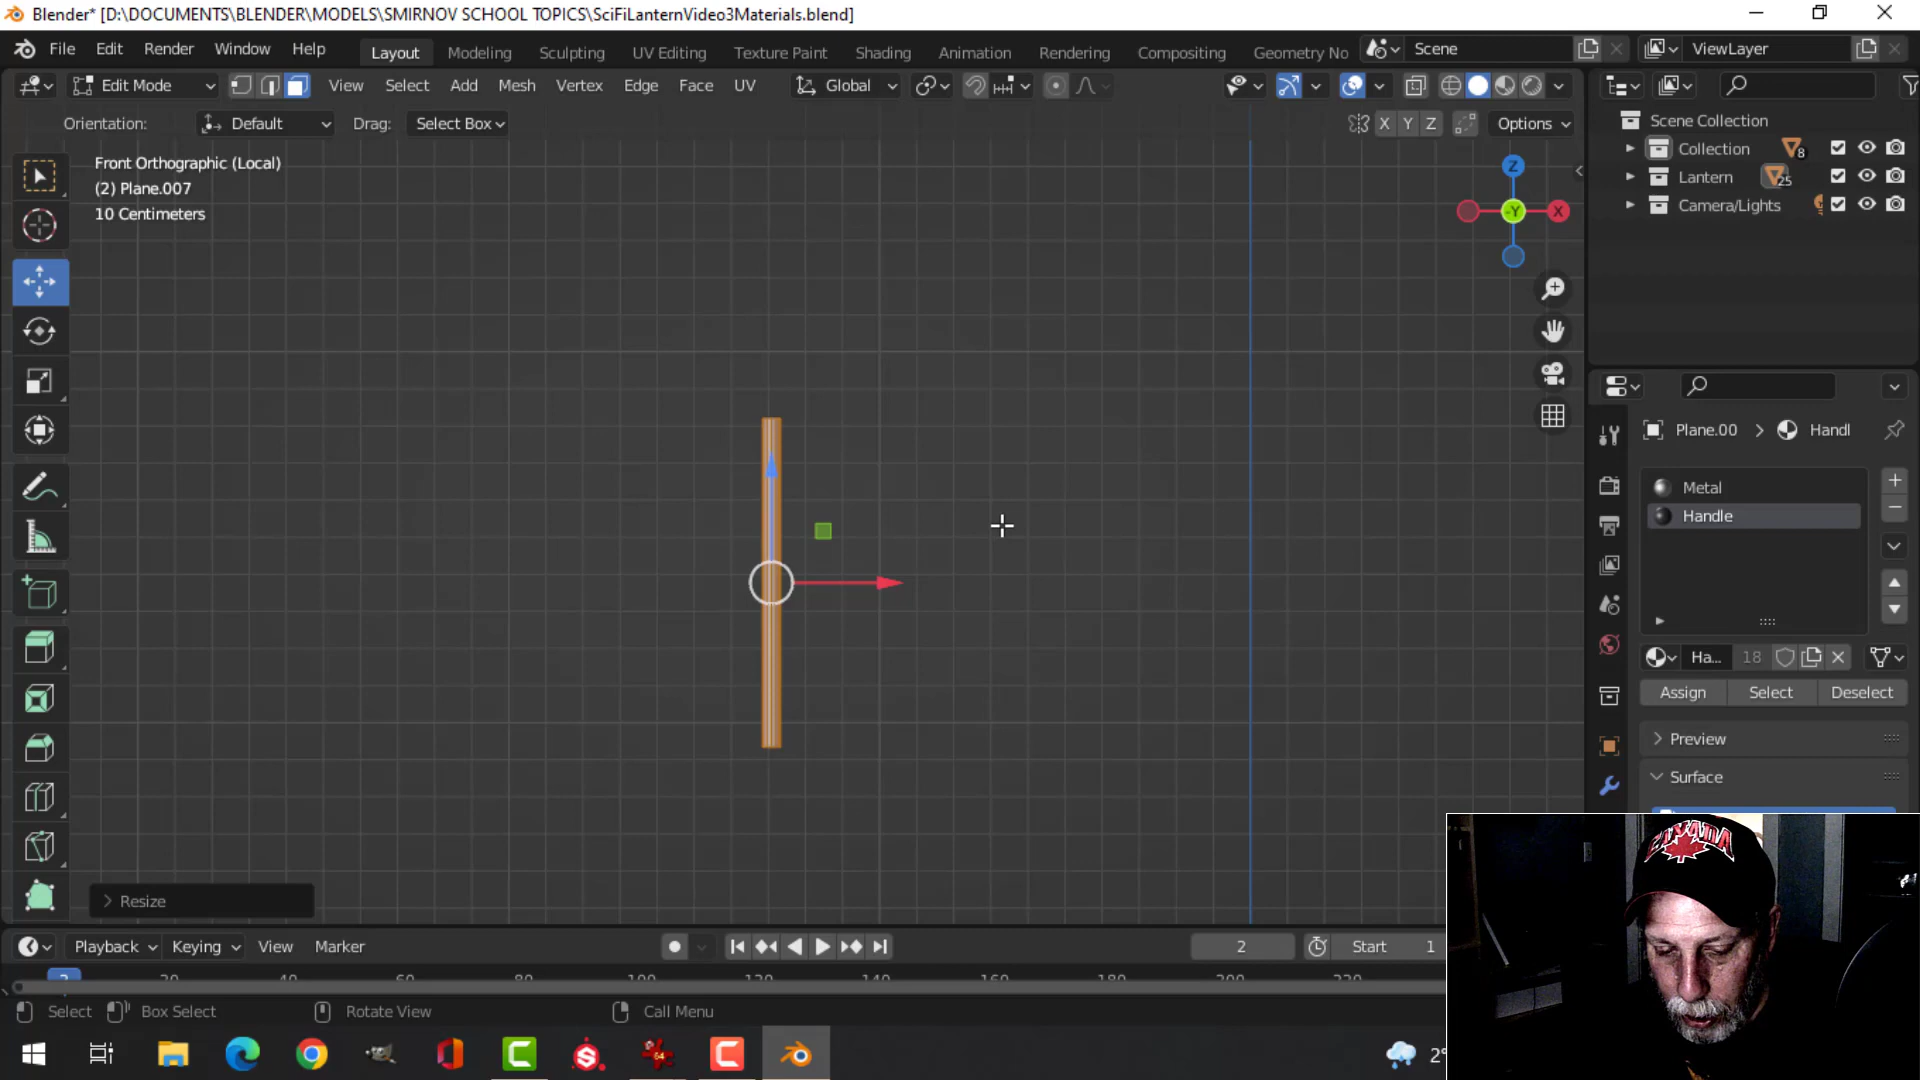 Blender* [D:\DOCUMENTS\BLENDER\MODELS\SMIRNOV SCHOOL TOPICS\SciFiLanternVideo3Materials.blend]
File Edit Render Window Help Layout Modeling Sculpting UV Editing Texture Paint Shading Animation Rendering Compositing Geometry No Scene ViewLayer
Edit Mode View Select Add Mesh Vertex Edge Face UV Global
Orientation: Default Drag: Select Box X Y Z Options
Front Orthographic (Local)
(2) Plane.007
10 Centimeters
Z
-Y X
Scene Collection
Collection 8
Lantern 25
Camera/Lights
Plane.00 > Handl
Metal
Handle
Ha... 18
Assign Select Deselect
Preview
Surface
Resize
Playback Keying View Marker 2 Start 1
Select Box Select Rotate View Call Menu
2°